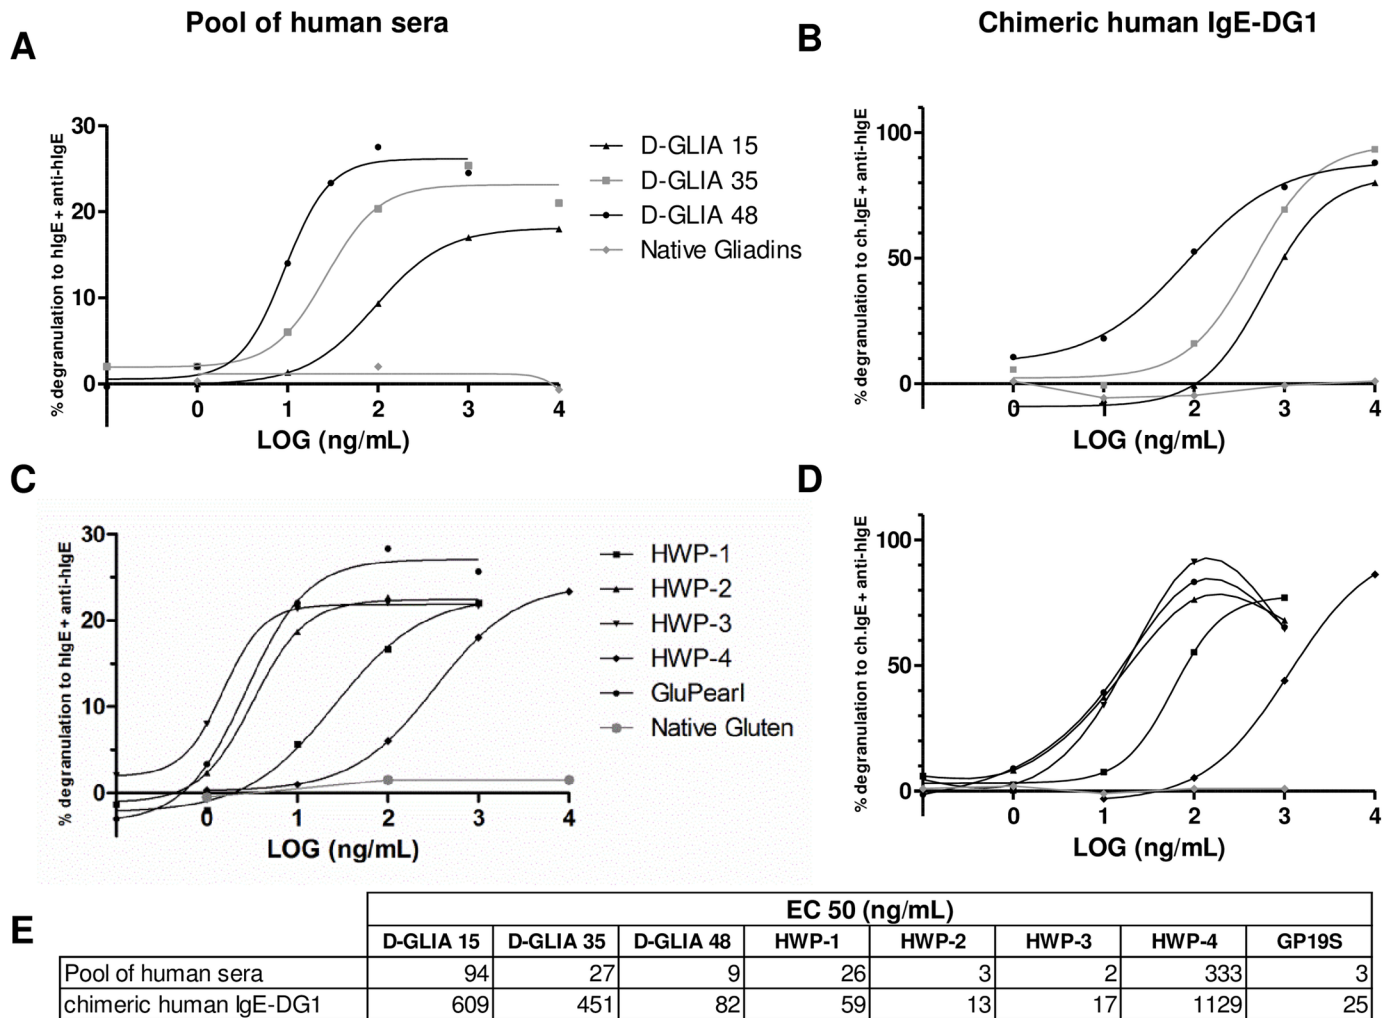 Pool of human sera
Chimeric human IgE-DG1
A
B
% degranulation to hIgE + anti-hIgE
30
20
10
0
0 1 2 3 4
LOG (ng/mL)
D-GLIA 15
D-GLIA 35
D-GLIA 48
Native Gliadins
% degranulation to ch.IgE + anti-hIgE
100
50
0
0 1 2 3 4
LOG (ng/mL)
C
D
% degranulation to hIgE + anti-hIgE
30
20
10
0
0 1 2 3 4
LOG (ng/mL)
HWP-1
HWP-2
HWP-3
HWP-4
GluPearl
Native Gluten
% degranulation to ch.IgE + anti-hIgE
100
50
0
0 1 2 3 4
LOG (ng/mL)
E
EC 50 (ng/mL)
D-GLIA 15 D-GLIA 35 D-GLIA 48 HWP-1 HWP-2 HWP-3 HWP-4 GP19S
Pool of human sera 94 27 9 26 3 2 333 3
chimeric human IgE-DG1 609 451 82 59 13 17 1129 25